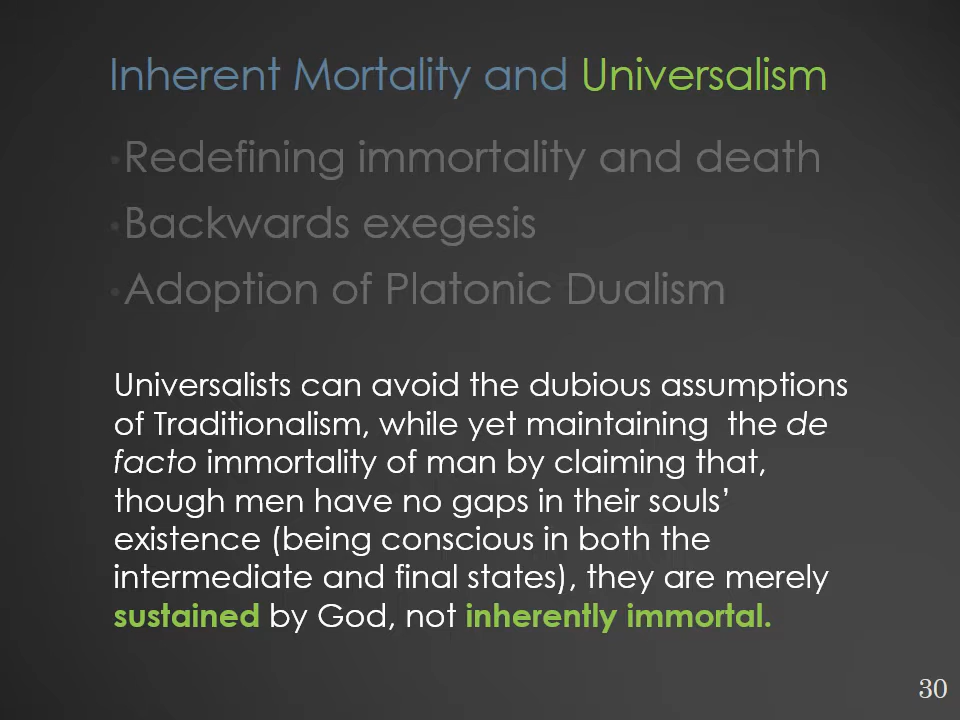 Inherent Mortality and Universalism
•Redefining immortality and death
•Backwards exegesis
•Adoption of Platonic Dualism
Universalists can avoid the dubious assumptions
of Traditionalism, while yet maintaining  the de
facto immortality of man by claiming that,
though men have no gaps in their souls’
existence (being conscious in both the
intermediate and final states), they are merely
sustained by God, not inherently immortal.
30